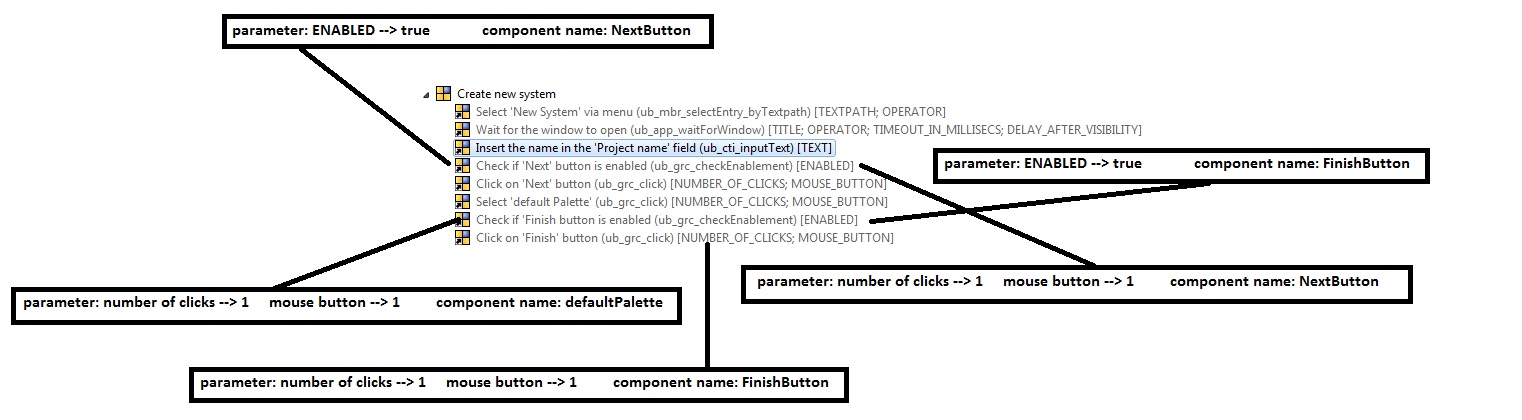 parameter: ENABLED --> true component name: NextButton
Create new system
Select 'New System' via menu (ub_mbr_selectEntry_byTextpath) [TEXTPATH; OPERATOR]
Wait for the window to open (ub_app_waitForWindow) [TITLE; OPERATOR; TIMEOUT_IN_MILLISECS; DELAY_AFTER_VISIBILITY]
Insert the name in the 'Project name' field (ub_cti_inputText) [TEXT]
Check if 'Next' button is enabled (ub_grc_checkEnablement) [ENABLED]
parameter: ENABLED --> true component name: FinishButton
Click on 'Next' button (ub_grc_click) [NUMBER_OF_CLICKS; MOUSE_BUTTON]
Select 'default Palette' (ub_grc_click) [NUMBER_OF_CLICKS; MOUSE_BUTTON]
Check if 'Finish button is enabled (ub_grc_checkEnablement) [ENABLED]
Click on 'Finish' button (ub_grc_click) [NUMBER_OF_CLICKS; MOUSE_BUTTON]
parameter: number of clicks --> 1 mouse button --> 1 component name: NextButton
parameter: number of clicks --> 1 mouse button --> 1 component name: defaultPalette
parameter: number of clicks --> 1 mouse button --> 1 component name: FinishButton